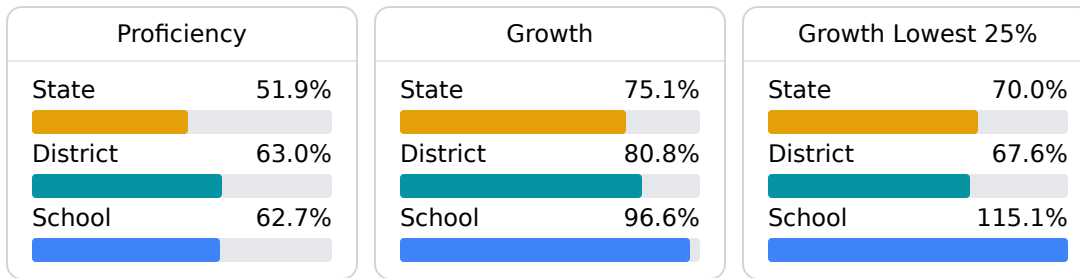 Proficiency
State 51.9%
District 63.0%
School 62.7%
Growth
State 75.1%
District 80.8%
School 96.6%
Growth Lowest 25%
State 70.0%
District 67.6%
School 115.1%